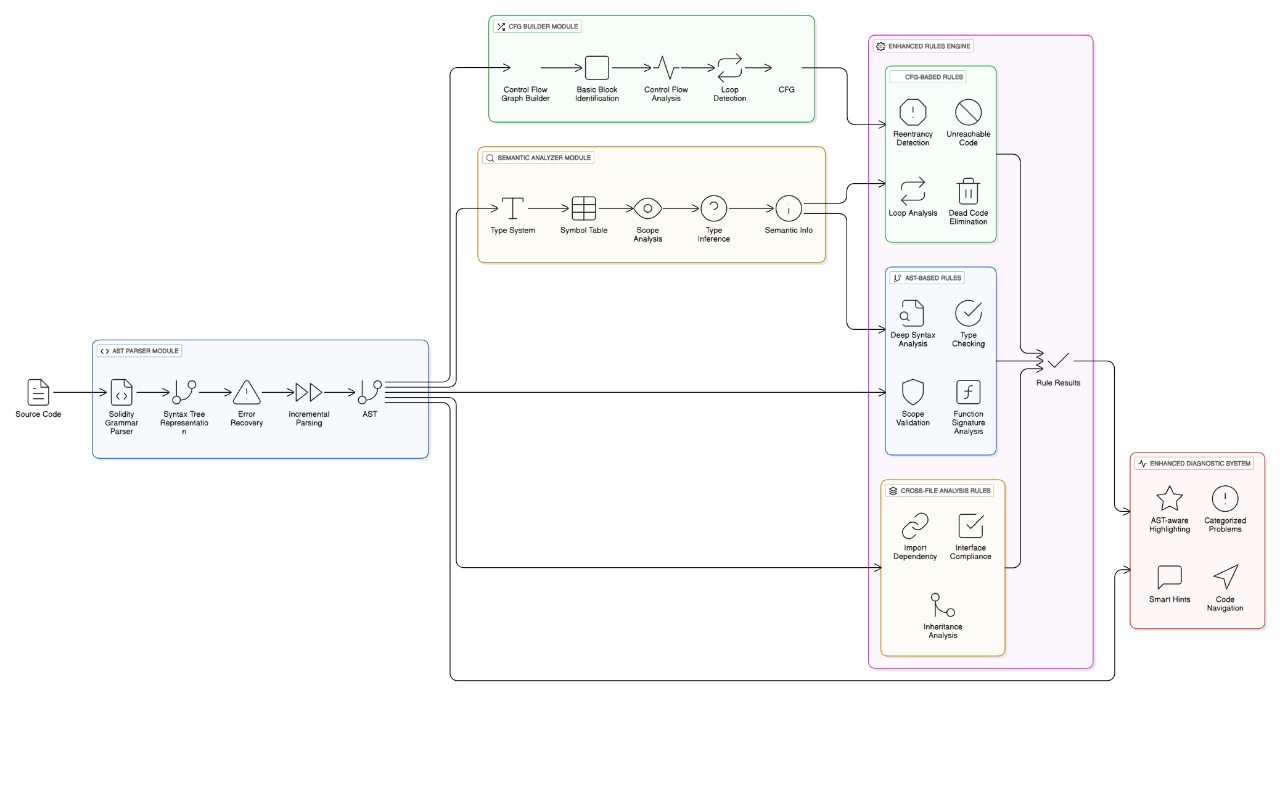 CFG BUILDER MODULE
Control Flow
Graph Builder
Basic Block
Identification
Control Flow
Analysis
Loop
Detection
CFG
SEMANTIC ANALYZER MODULE
Type System
Symbol Table
Scope
Analysis
Type
Inference
Semantic Info
AST PARSER MODULE
Source Code
Solidity
Grammar
Parser
Syntax Tree
Representatio
n
Error
Recovery
Incremental
Parsing
AST
ENHANCED RULES ENGINE
CFG-BASED RULES
Reentrancy
Detection
Unreachable
Code
Loop Analysis
Dead Code
Elimination
AST-BASED RULES
Deep Syntax
Analysis
Type
Checking
Scope
Validation
Function
Signature
Analysis
CROSS-FILE ANALYSIS RULES
Import
Dependency
Interface
Compliance
Inheritance
Analysis
Rule Results
ENHANCED DIAGNOSTIC SYSTEM
AST-aware
Highlighting
Categorized
Problems
Smart Hints
Code
Navigation